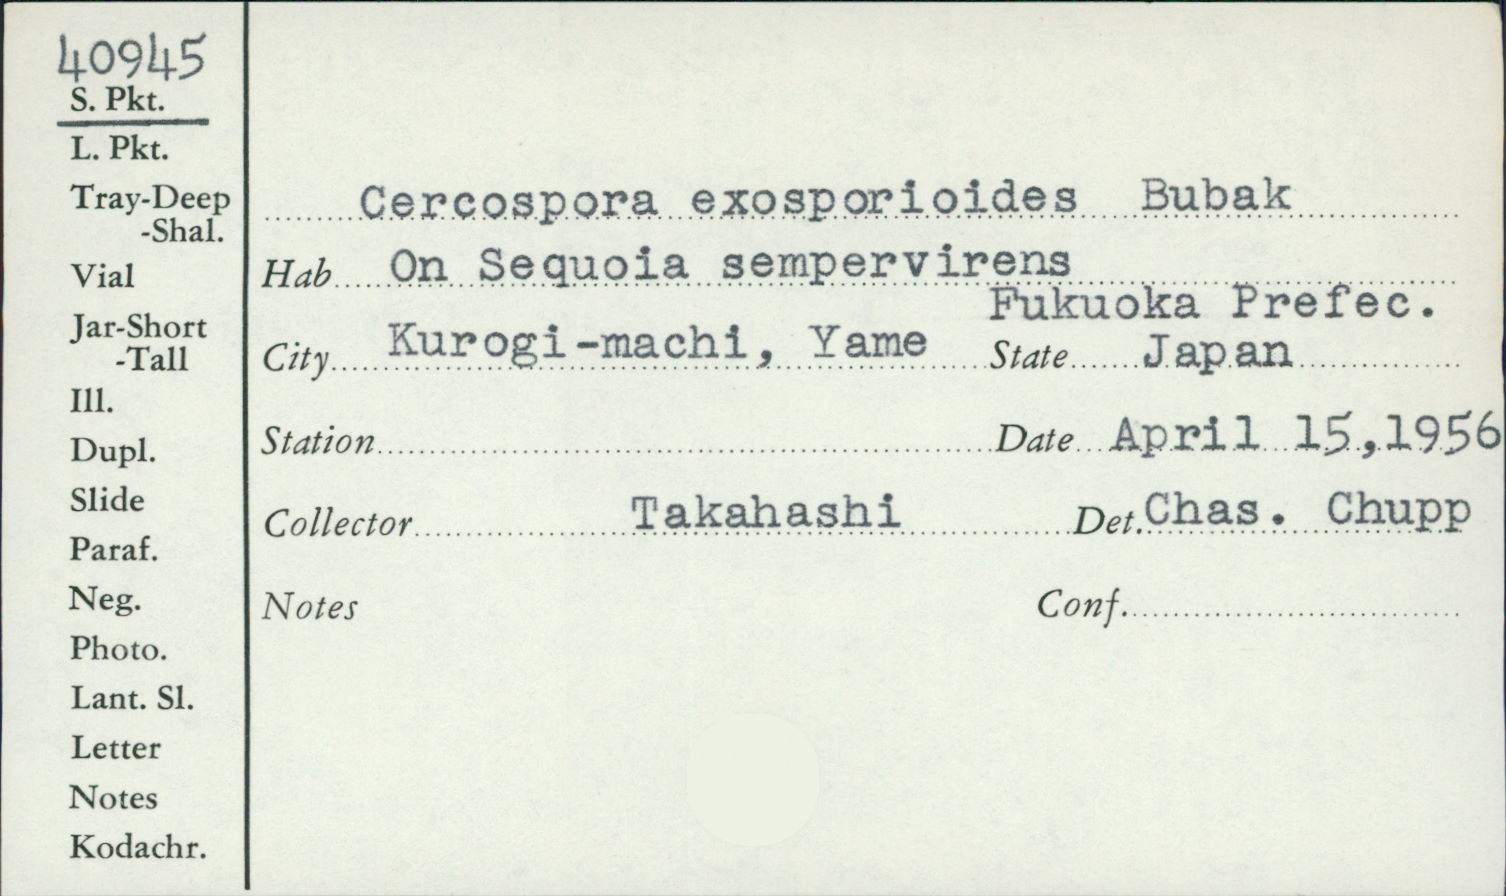 40945
S. Pkt.
L. Pkt.
Tray-Deep
-Shal.
Vial
Jar-Short
-Tall
Ill.
Dupl.
Slide
Paraf.
Neg.
Photo.
Lant. Sl.
Letter
Notes
Kodachr.
Cercospora exosporioides Bubak
Hab On Sequoia sempervirens
Fukuoka Prefec.
City Kurogi-machi, Yame State Japan
Station Date April 15,1956
Collector Takahashi Det. Chas. Chupp
Notes Conf.